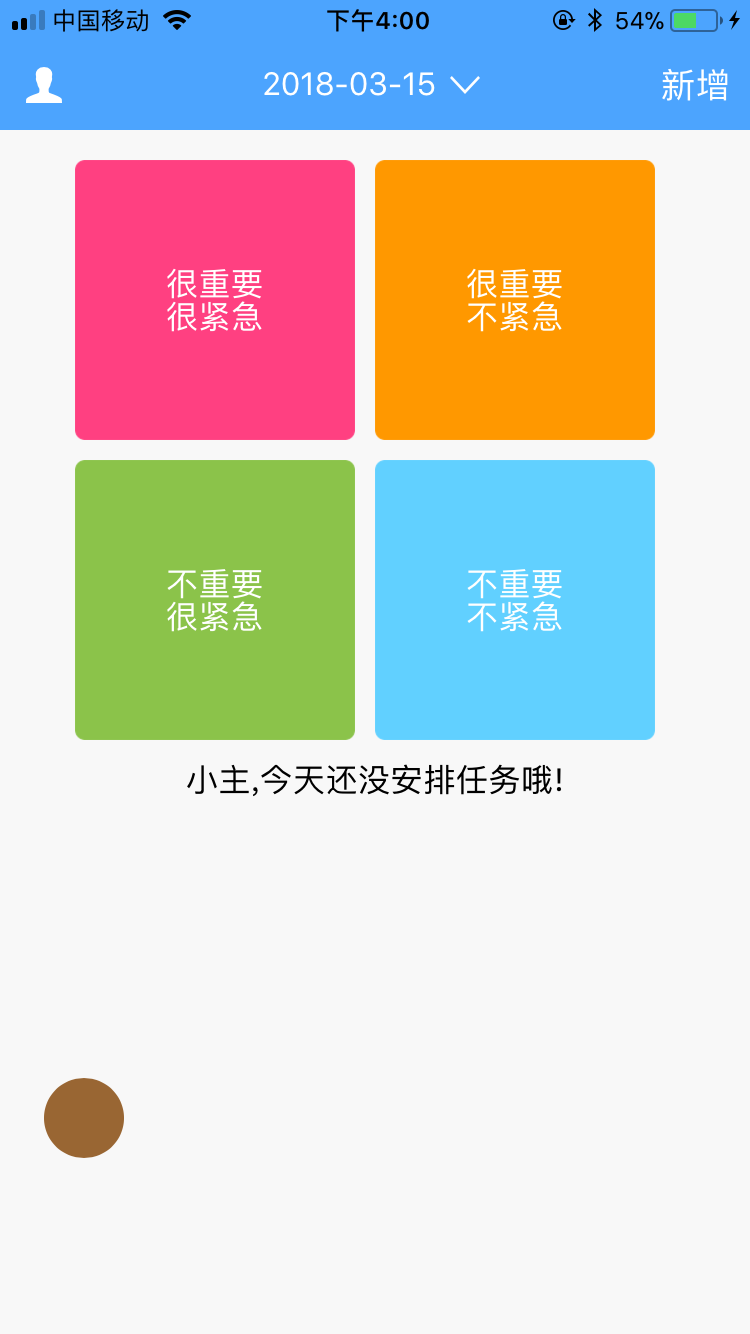 中国移动 下午4:00 54%
2018-03-15 新增
很重要
很紧急
很重要
不紧急
不重要
很紧急
不重要
不紧急
小主,今天还没安排任务哦!